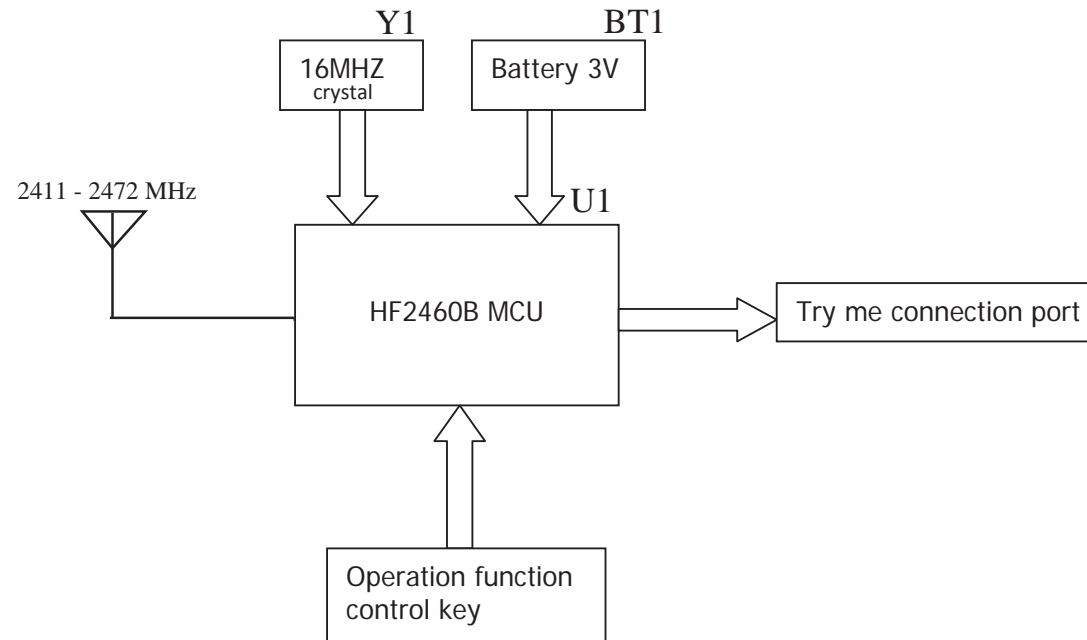 Y1
BT1
16MHZ
crystal
Battery 3V
2411 - 2472 MHz
U1
HF2460B MCU
Try me connection port
Operation function
control key